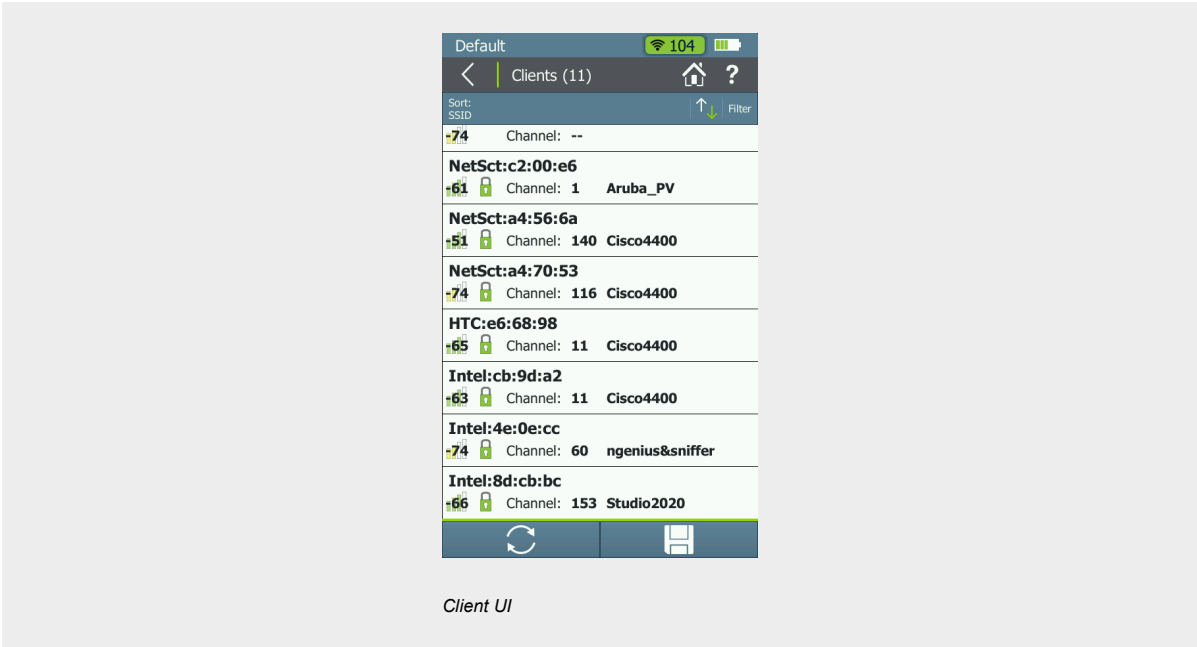 Default 104
Clients (11) ?
Sort:
SSID
Filter
-74 Channel: --
NetSct:c2:00:e6
-61 Channel: 1 Aruba_PV
NetSct:a4:56:6a
-51 Channel: 140 Cisco4400
NetSct:a4:70:53
-74 Channel: 116 Cisco4400
HTC:e6:68:98
-65 Channel: 11 Cisco4400
Intel:cb:9d:a2
-63 Channel: 11 Cisco4400
Intel:4e:0e:cc
-74 Channel: 60 ngenius&sniffer
Intel:8d:cb:bc
-66 Channel: 153 Studio2020
Client UI